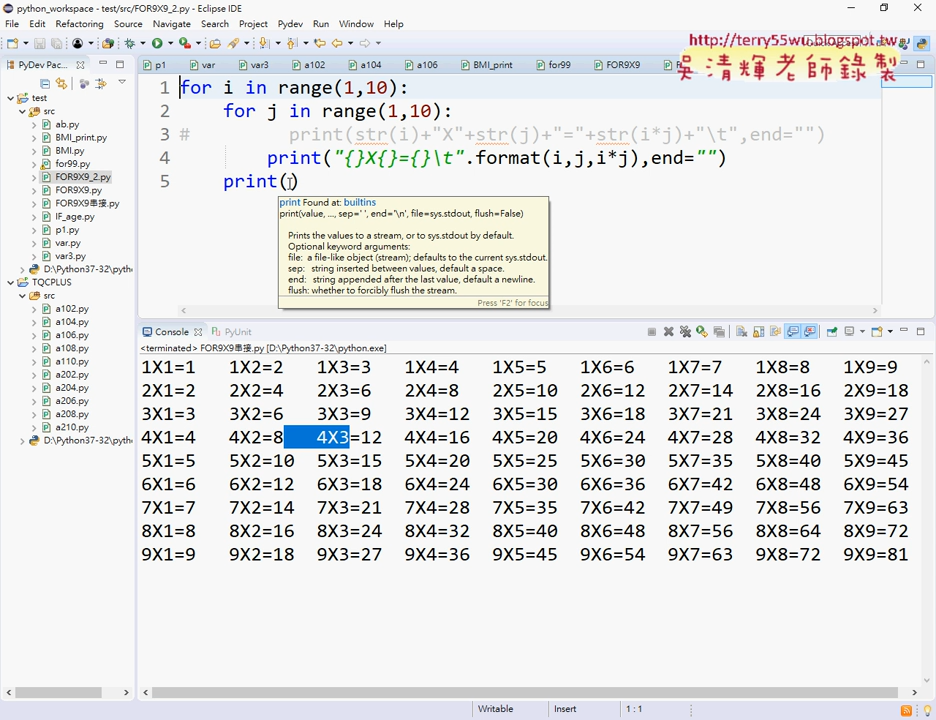 python_workspace - test/src/FOR9X9_2.py - Eclipse IDE
File Edit Refactoring Source Navigate Search Project Pydev Run Window Help
http://terry55wu.blogspot.tw
吳清輝老師錄製
PyDev Pac...
p1 var var3 a102 a104 a106 BMI_print for99 FOR9X9
test
src
ab.py
BMI_print.py
BMI.py
for99.py
FOR9X9_2.py
FOR9X9.py
FOR9X9串接.py
IF_age.py
p1.py
var.py
var3.py
D:\Python37-32\pyth
TQCPLUS
src
a102.py
a104.py
a106.py
a108.py
a110.py
a202.py
a204.py
a206.py
a208.py
a210.py
D:\Python37-32\pyth
1 for i in range(1,10):
2 for j in range(1,10):
3 # print(str(i)+"X"+str(j)+"="+str(i*j)+"\t",end="")
4 print("{}X{}={}\t".format(i,j,i*j),end="")
5 print()
print Found at: builtins
print(value, ..., sep=' ', end='\n', file=sys.stdout, flush=False)
Prints the values to a stream, or to sys.stdout by default.
Optional keyword arguments:
file: a file-like object (stream); defaults to the current sys.stdout.
sep: string inserted between values, default a space.
end: string appended after the last value, default a newline.
flush: whether to forcibly flush the stream.
Press 'F2' for focus
Console PyUnit
<terminated> FOR9X9串接.py [D:\Python37-32\python.exe]
1X1=1 1X2=2 1X3=3 1X4=4 1X5=5 1X6=6 1X7=7 1X8=8 1X9=9
2X1=2 2X2=4 2X3=6 2X4=8 2X5=10 2X6=12 2X7=14 2X8=16 2X9=18
3X1=3 3X2=6 3X3=9 3X4=12 3X5=15 3X6=18 3X7=21 3X8=24 3X9=27
4X1=4 4X2=8 4X3=12 4X4=16 4X5=20 4X6=24 4X7=28 4X8=32 4X9=36
5X1=5 5X2=10 5X3=15 5X4=20 5X5=25 5X6=30 5X7=35 5X8=40 5X9=45
6X1=6 6X2=12 6X3=18 6X4=24 6X5=30 6X6=36 6X7=42 6X8=48 6X9=54
7X1=7 7X2=14 7X3=21 7X4=28 7X5=35 7X6=42 7X7=49 7X8=56 7X9=63
8X1=8 8X2=16 8X3=24 8X4=32 8X5=40 8X6=48 8X7=56 8X8=64 8X9=72
9X1=9 9X2=18 9X3=27 9X4=36 9X5=45 9X6=54 9X7=63 9X8=72 9X9=81
Writable Insert 1 : 1